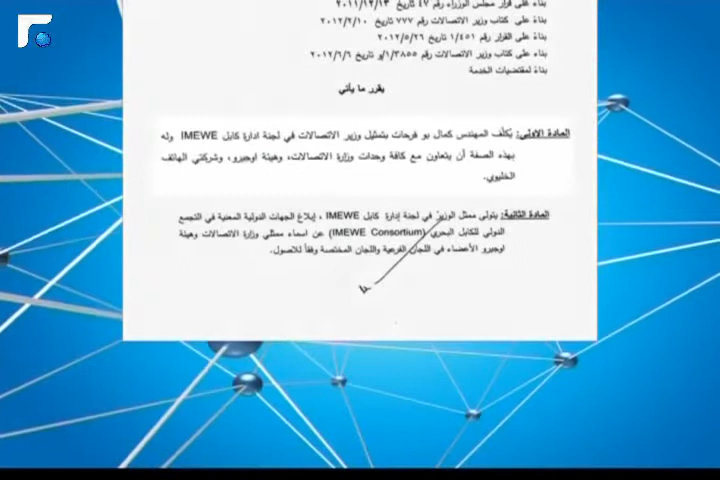 بناء على قرار مجلس الوزراء رقم ٤٧ تاريخ ٢٠١١/١٢/١٣
بناءً على كتاب وزير الاتصالات رقم ٧٧٧ تاريخ ٢٠١٢/٢/١٠
بناءً على القرار رقم ١/٤٥١ تاريخ ٢٠١٢/٥/٢٦
بناء على كتاب وزير الاتصالات رقم ١/٣٨٥٥/و تاريخ ٢٠١٢/٦/٦
بناءً لمقتضيات الخدمة
يقرر ما يأتي
المادة الاولى: يُكلّف المهندس كمال بو فرحات بتمثيل وزير الاتصالات في لجنة ادارة كابل IMEWE وله
بهذه الصفة أن يتعاون مع كافة وحدات وزارة الاتصالات، وهيئة اوجيرو، وشركتي الهاتف
الخليوي.
المادة الثانية: يتولى ممثل الوزير في لجنة إدارة كابل IMEWE ، إبلاغ الجهات الدولية المعنية في التجمع
الدولي للكابل البحري (IMEWE Consortium) عن اسماء ممثلي وزارة الاتصالات وهيئة
اوجيرو الأعضاء في اللجان الفرعية واللجان المختصة وفقاً للاصول.